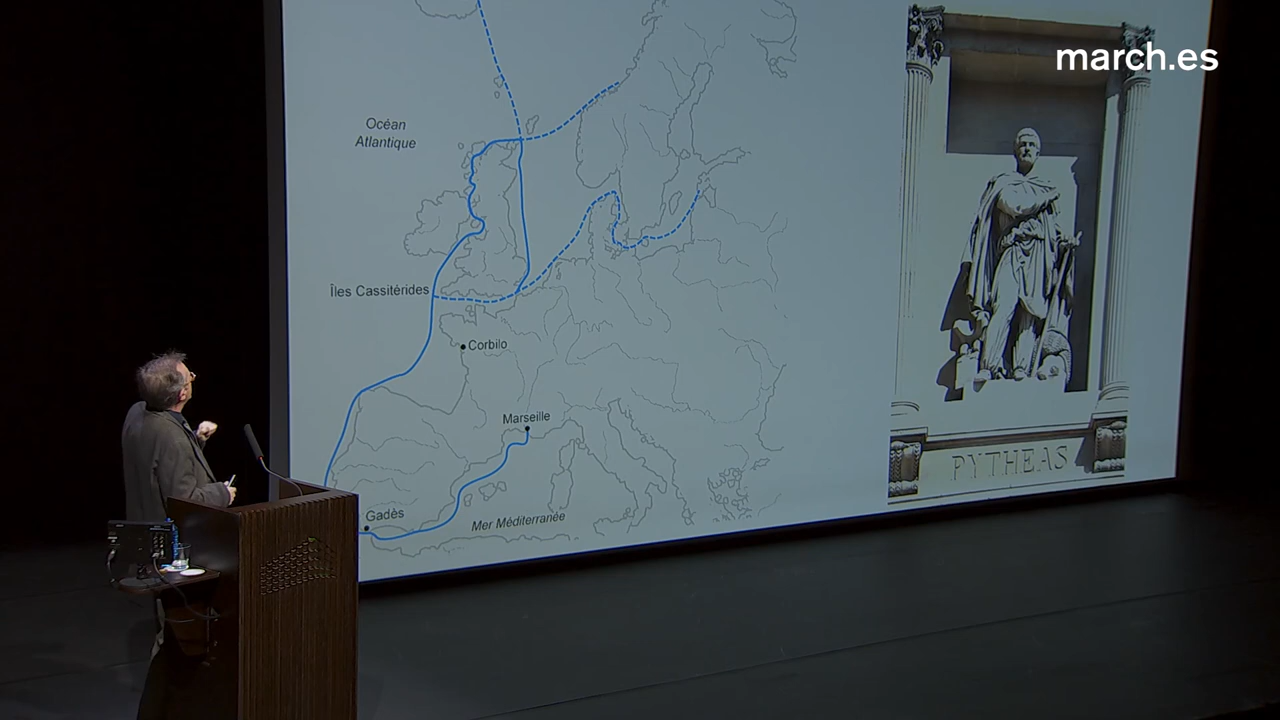 march.es
Océan
Atlantique
Îles Cassitérides
Corbilo
Marseille
Gadès
Mer Méditerranée
PYTHEAS